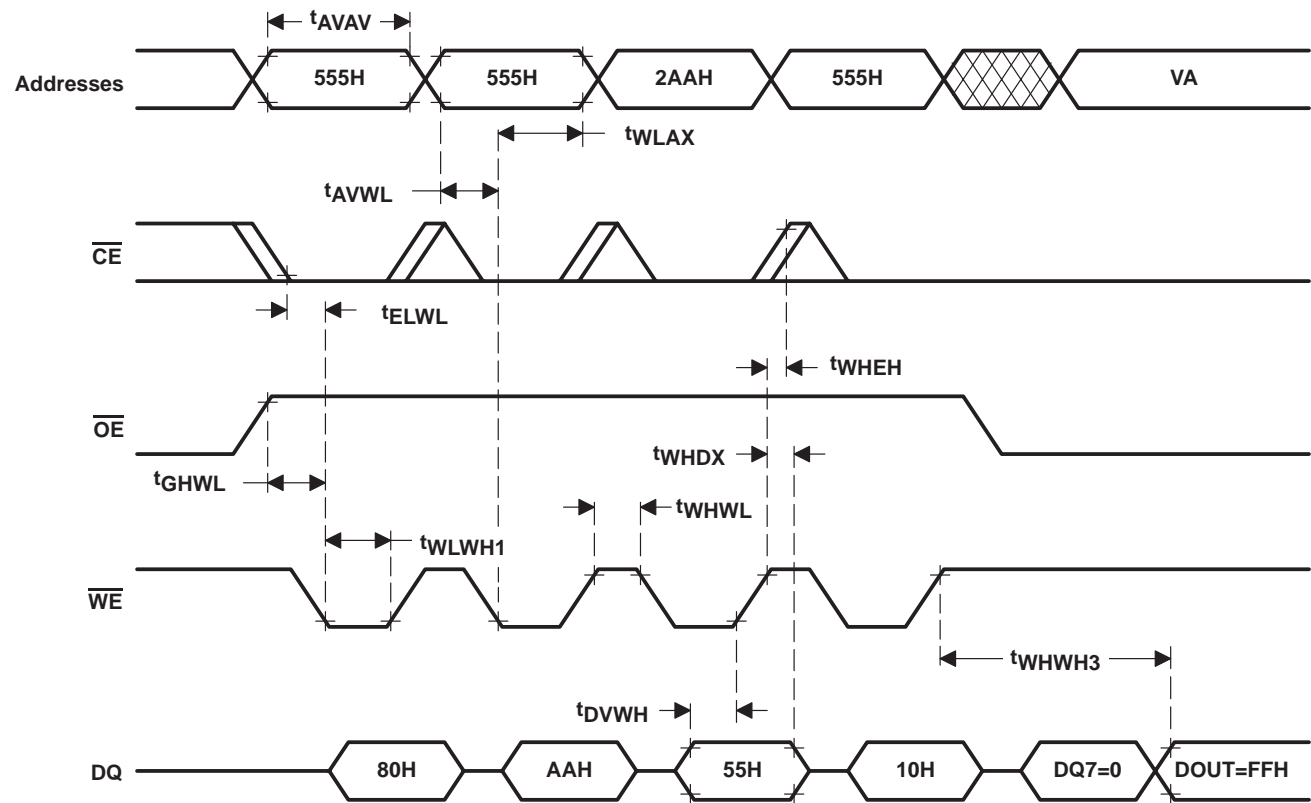 tAVAV
Addresses
555H 555H 2AAH 555H VA
tWLAX
tAVWL
CE
tELWL
tWHEH
OE
tWHDX
tGHWL
tWHWL
tWLWH1
WE
tWHWH3
tDVWH
DQ
80H AAH 55H 10H DQ7=0 DOUT=FFH